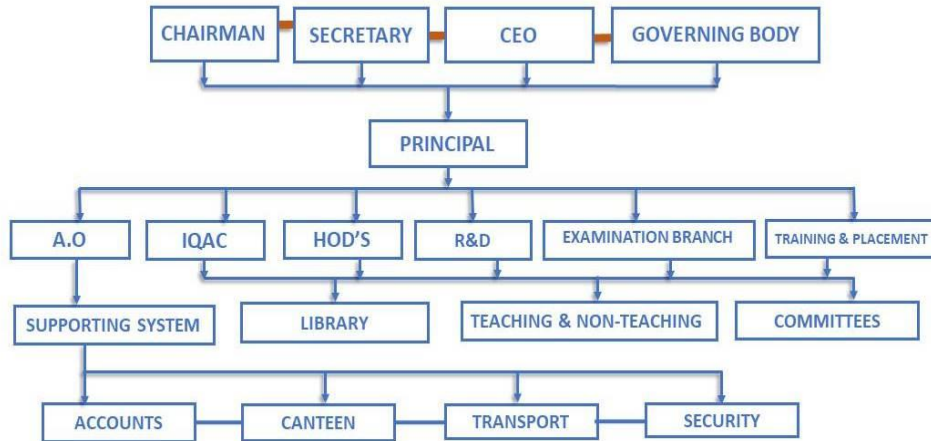 CHAIRMAN
SECRETARY
CEO
GOVERNING BODY
PRINCIPAL
A.O
IQAC
HOD'S
R&D
EXAMINATION BRANCH
TRAINING & PLACEMENT
SUPPORTING SYSTEM
LIBRARY
TEACHING & NON-TEACHING
COMMITTEES
ACCOUNTS
CANTEEN
TRANSPORT
SECURITY